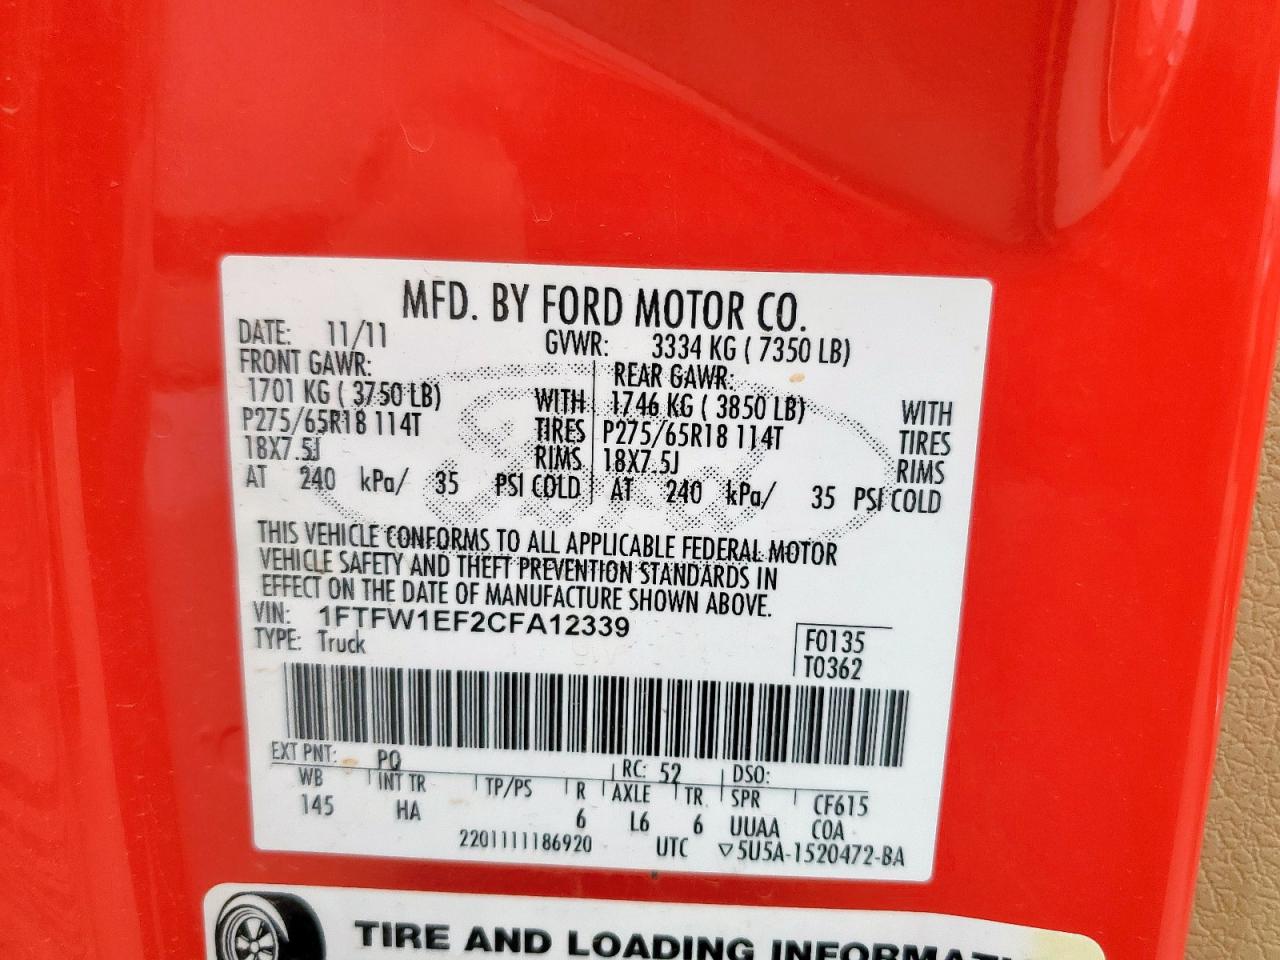 MFD. BY FORD MOTOR CO.
DATE: 11/11 GVWR: 3334 KG ( 7350 LB)
FRONT GAWR: REAR GAWR:
1701 KG ( 3750 LB) WITH 1746 KG ( 3850 LB) WITH
P275/65R18 114T TIRES P275/65R18 114T TIRES
18X7.5J RIMS 18X7.5J RIMS
AT 240 kPa/ 35 PSI COLD AT 240 kPa/ 35 PSI COLD
THIS VEHICLE CONFORMS TO ALL APPLICABLE FEDERAL MOTOR
VEHICLE SAFETY AND THEFT PREVENTION STANDARDS IN
EFFECT ON THE DATE OF MANUFACTURE SHOWN ABOVE.
VIN: 1FTFW1EF2CFA12339
TYPE: Truck
F0135
T0362
EXT PNT: PQ RC: 52 DSO:
WB INT TR TP/PS R AXLE TR SPR CF615
145 HA 6 L6 6 UUAA COA
2201111186920 UTC ▽5U5A-1520472-BA
TIRE AND LOADING